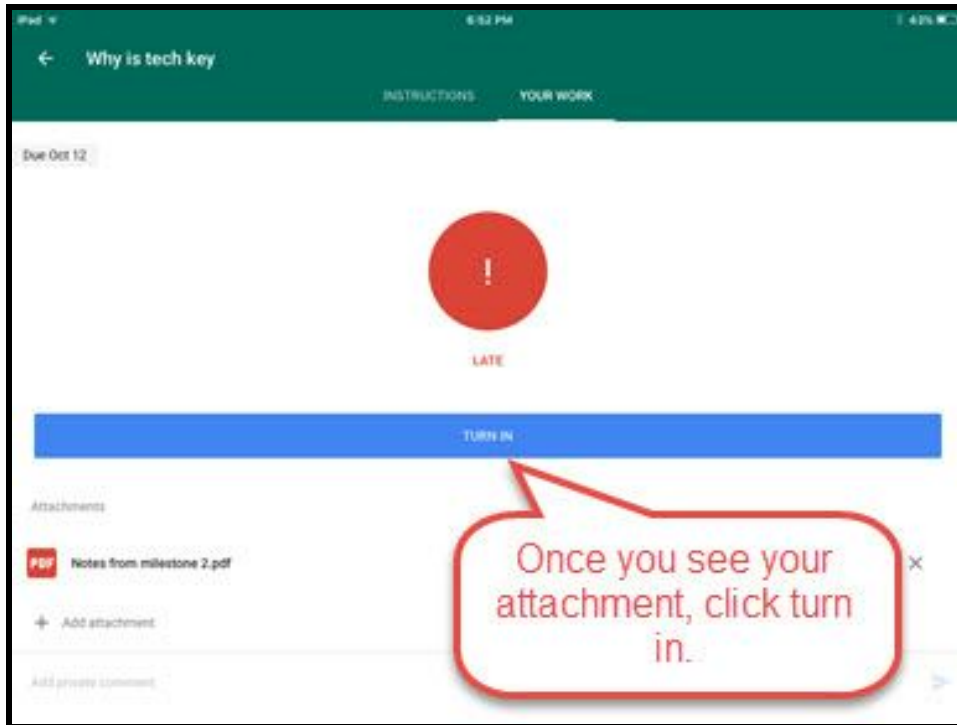 iPad 6:52 PM 43%
Why is tech key
INSTRUCTIONS YOUR WORK
Due Oct 12
!
LATE
TURN IN
Attachments
PDF Notes from milestone 2.pdf
Once you see your
attachment, click turn
in.
+ Add attachment
Add private comment